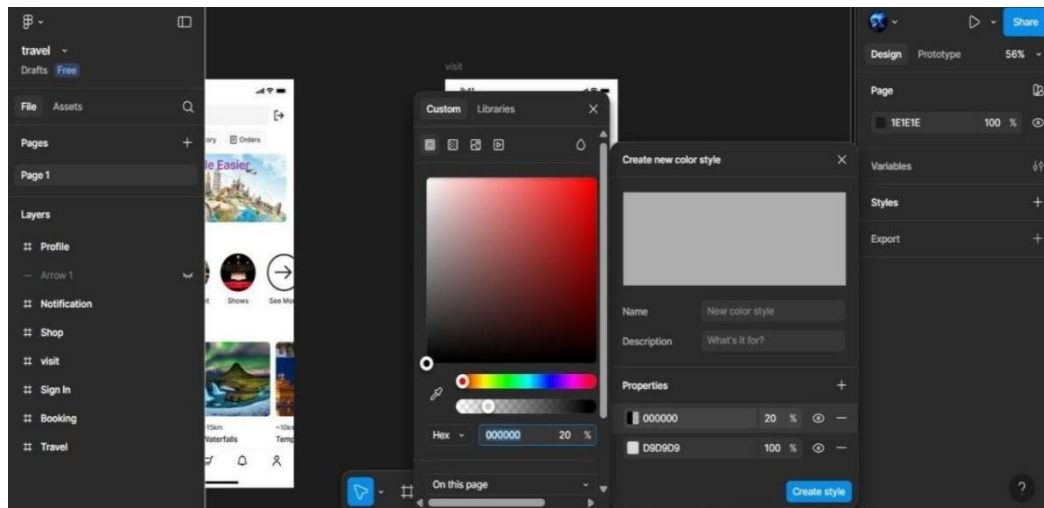 travel
Drafts Free
File Assets
Pages
Page 1
Layers
Profile
Arrow 1
Notification
Shop
visit
Sign In
Booking
Travel
Orders
Easier
Shows
See
~15km
~10k
visit
Custom Libraries
Hex 000000 20 %
On this page
Create new color style
Name New color style
Description What's it for?
Properties
000000 20 %
D9D9D9 100 %
Create style
Share
Design Prototype 56%
Page
1E1E1E 100 %
Variables
Styles
Export
?